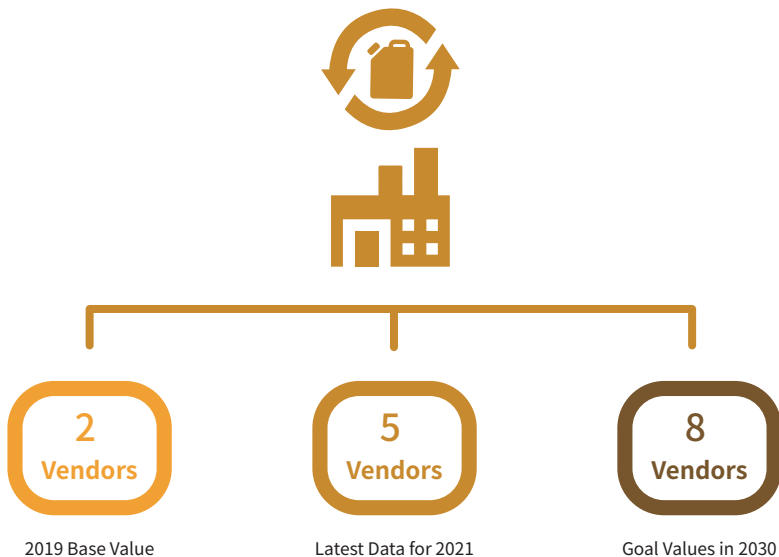 2
Vendors
5
Vendors
8
Vendors
2019 Base Value
Latest Data for 2021
Goal Values in 2030